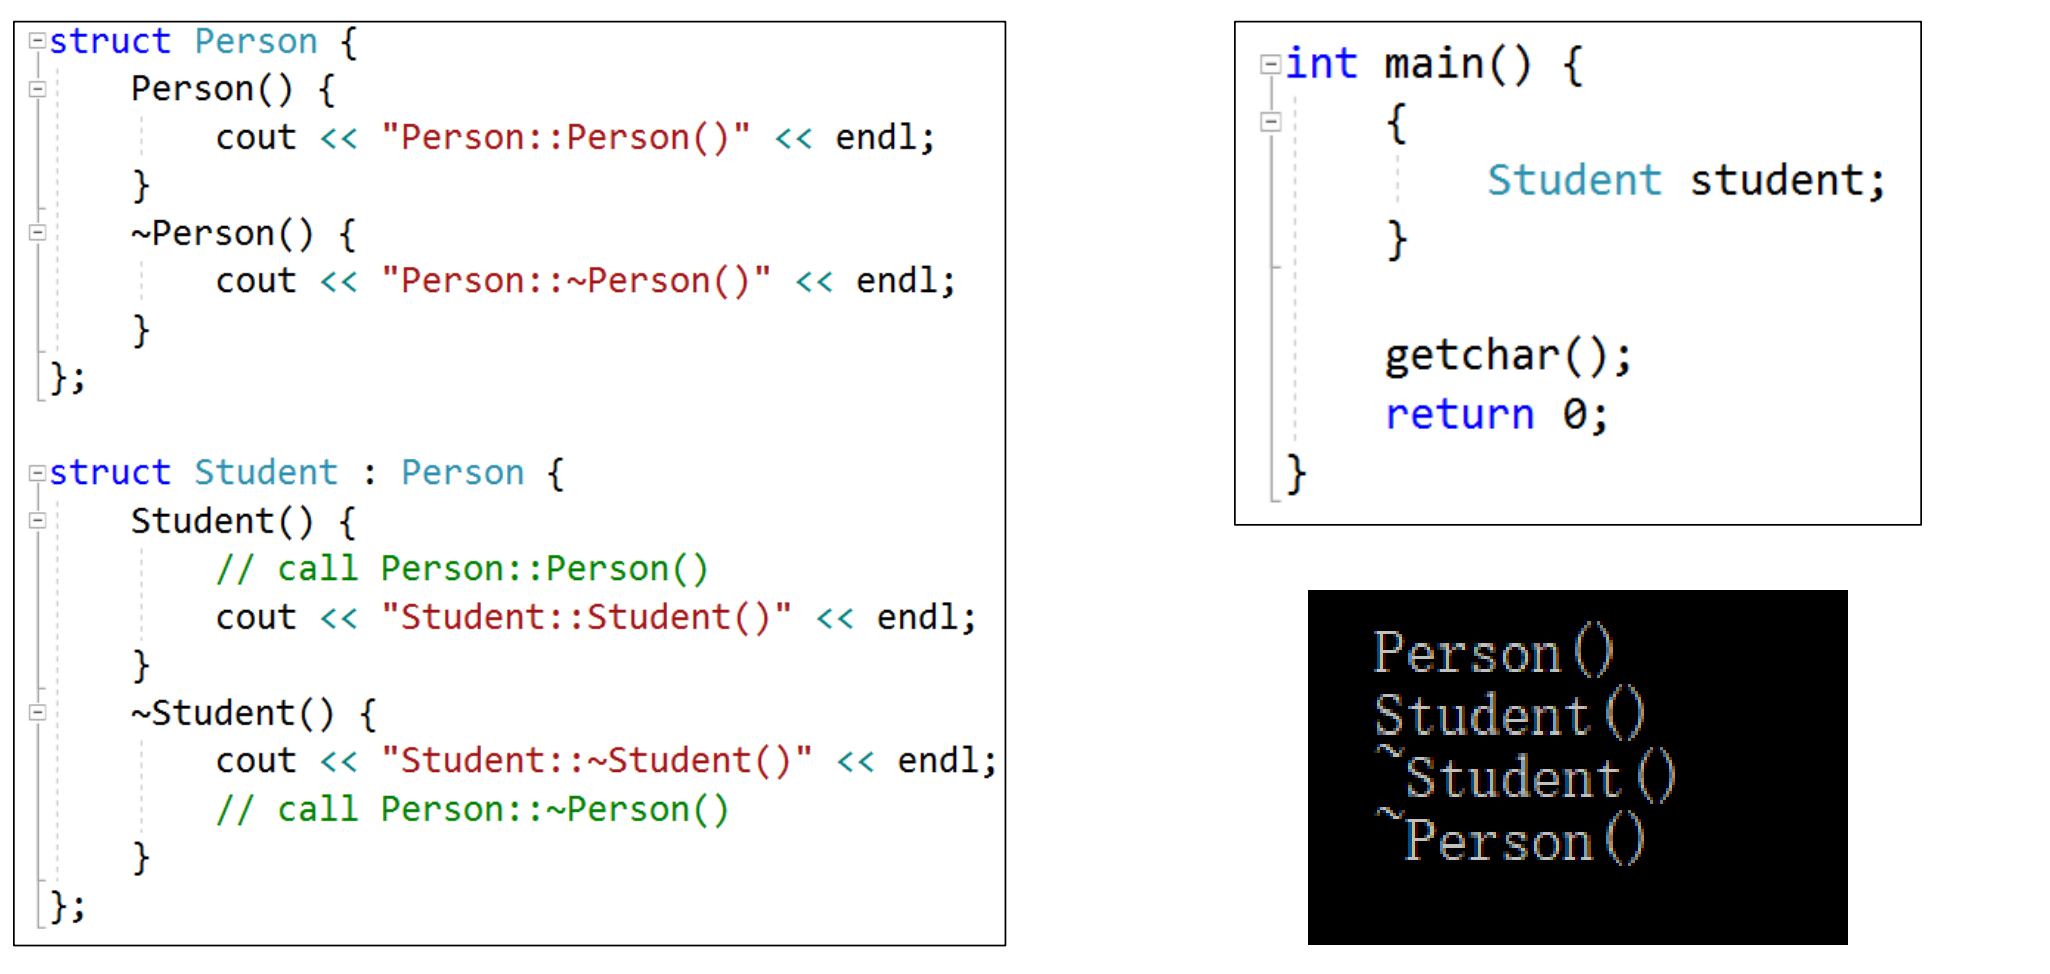 struct Person {
    Person() {
        cout << "Person::Person()" << endl;
    }
    ~Person() {
        cout << "Person::~Person()" << endl;
    }
};

struct Student : Person {
    Student() {
        // call Person::Person()
        cout << "Student::Student()" << endl;
    }
    ~Student() {
        cout << "Student::~Student()" << endl;
        // call Person::~Person()
    }
};

int main() {
    {
        Student student;
    }

    getchar();
    return 0;
}

Person()
Student()
~Student()
~Person()